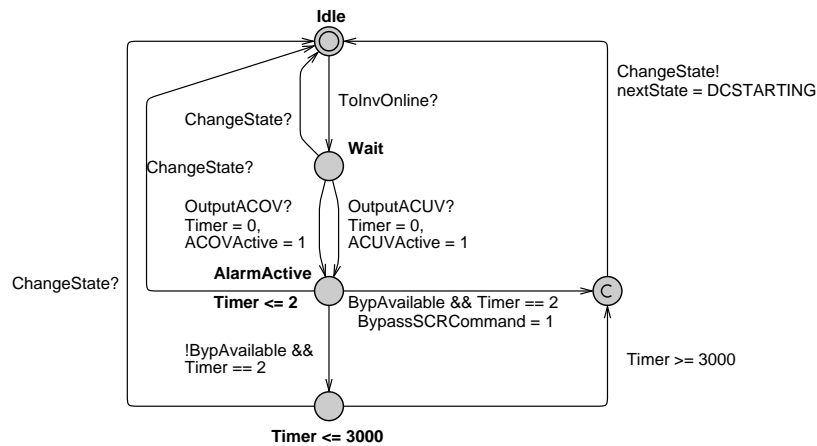 Idle
ChangeState!
nextState = DCSTARTING
ToInvOnline?
ChangeState?
Wait
ChangeState?
OutputACOV?
Timer = 0,
ACOVActive = 1
OutputACUV?
Timer = 0,
ACUVActive = 1
AlarmActive
ChangeState?
Timer <= 2
BypAvailable && Timer == 2
BypassSCRCommand = 1
C
!BypAvailable &&
Timer == 2
Timer >= 3000
Timer <= 3000